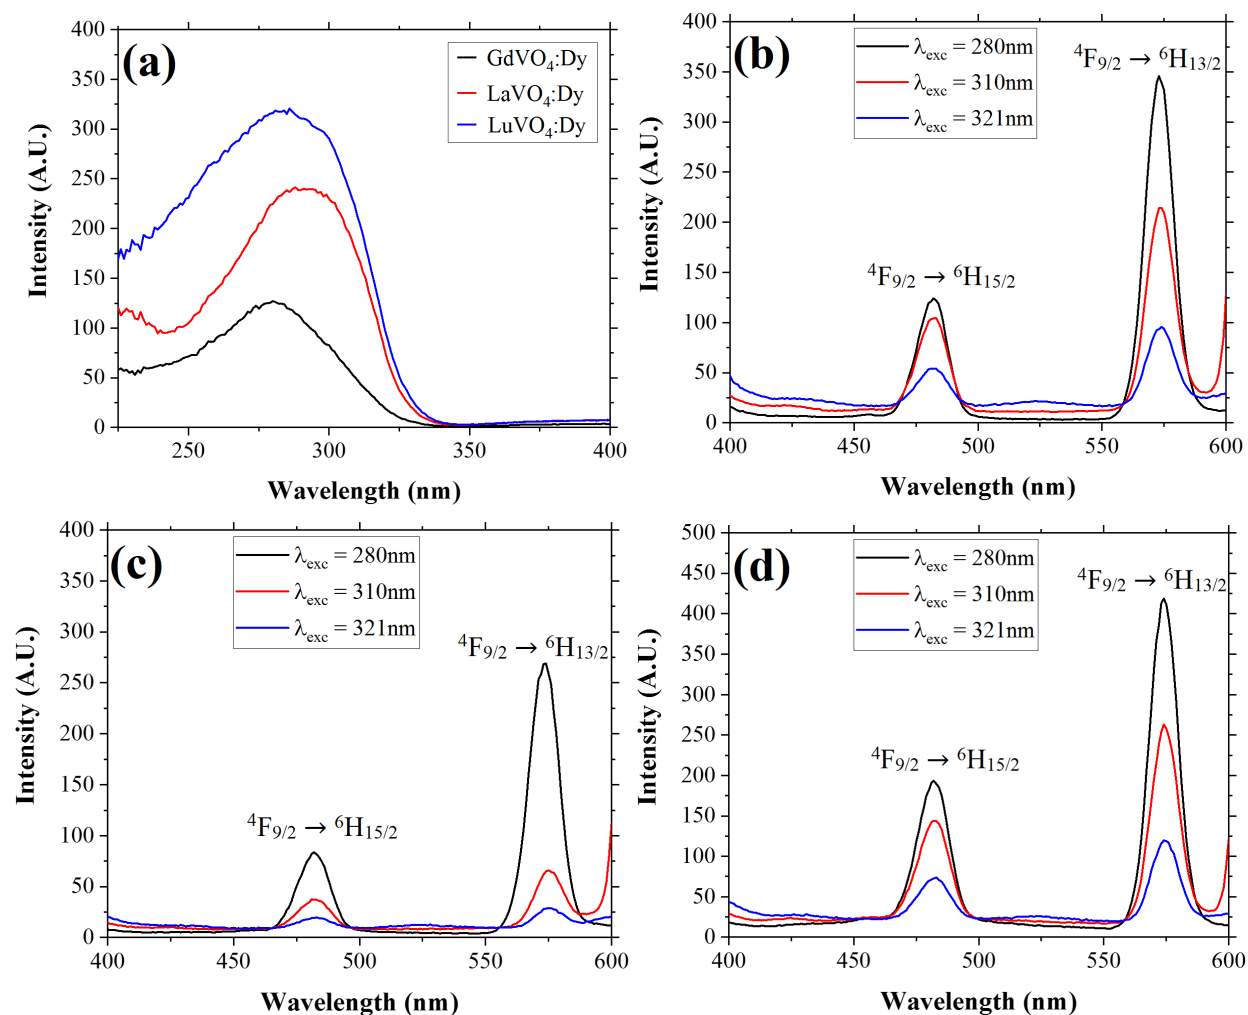 (a)
GdVO₄:Dy
LaVO₄:Dy
LuVO₄:Dy
400
350
300
250
200
150
100
50
0
Intensity (A.U.)
250 300 350 400
Wavelength (nm)
(b)
λexc = 280nm
λexc = 310nm
λexc = 321nm
⁴F9/2 → ⁶H13/2
⁴F9/2 → ⁶H15/2
400
350
300
250
200
150
100
50
0
Intensity (A.U.)
400 450 500 550 600
Wavelength (nm)
(c)
λexc = 280nm
λexc = 310nm
λexc = 321nm
⁴F9/2 → ⁶H13/2
⁴F9/2 → ⁶H15/2
400
350
300
250
200
150
100
50
0
Intensity (A.U.)
400 450 500 550 600
Wavelength (nm)
(d)
λexc = 280nm
λexc = 310nm
λexc = 321nm
⁴F9/2 → ⁶H13/2
⁴F9/2 → ⁶H15/2
500
450
400
350
300
250
200
150
100
50
0
Intensity (A.U.)
400 450 500 550 600
Wavelength (nm)